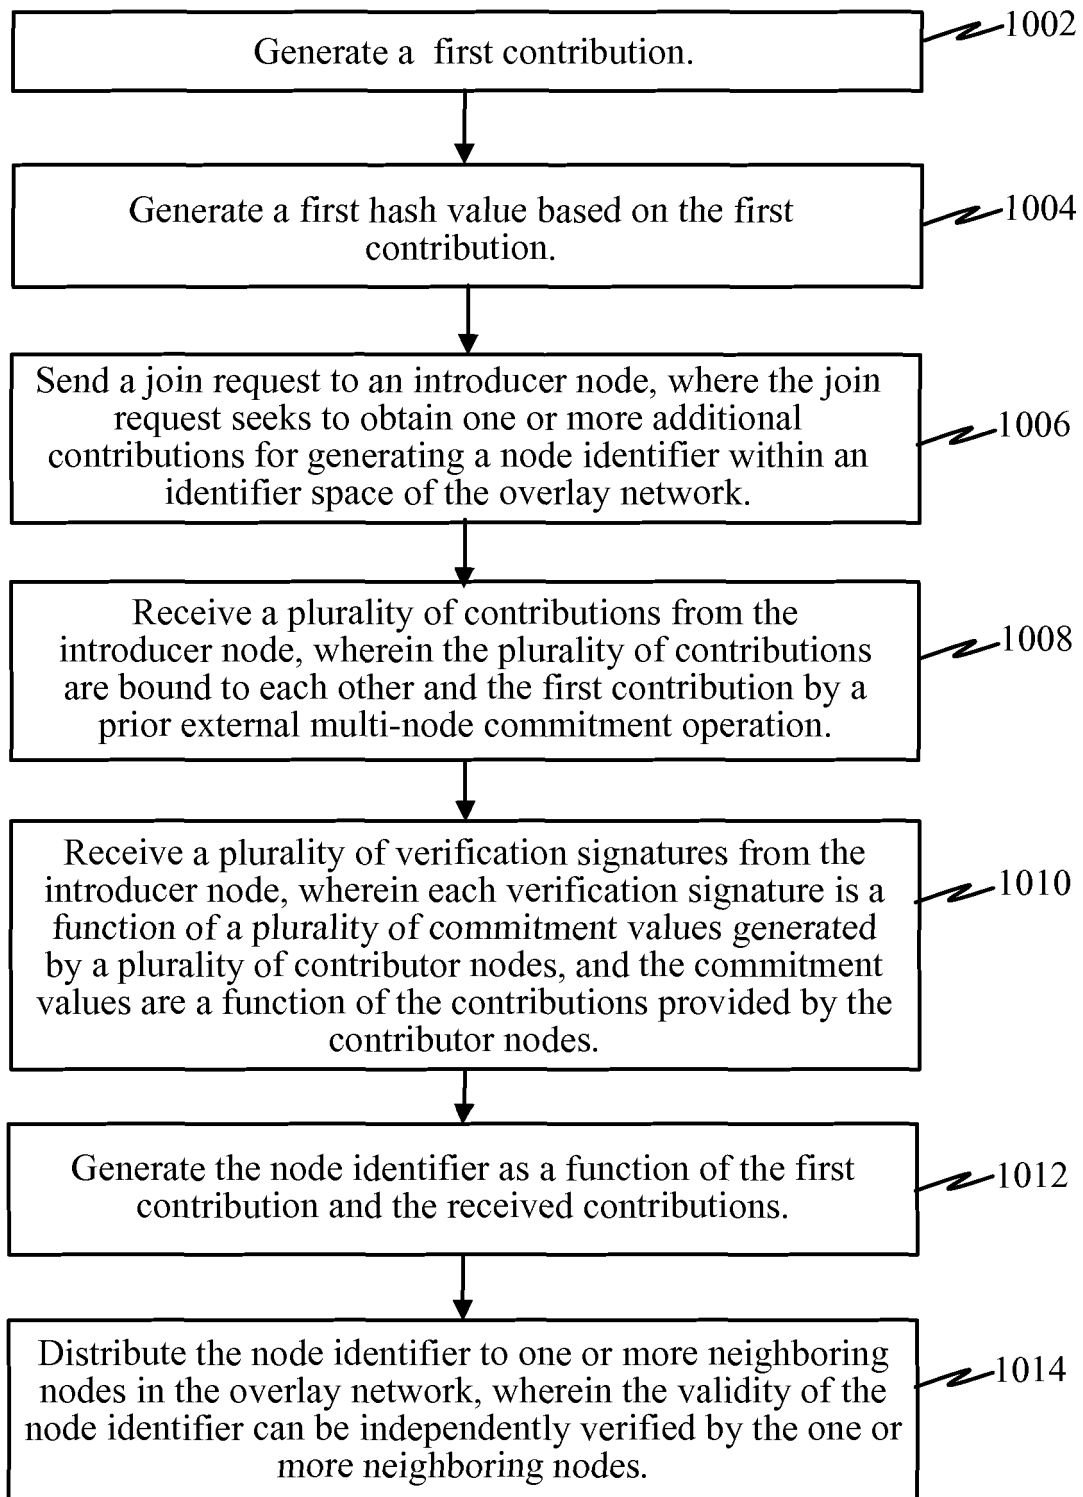 Generate a first contribution.
1002
Generate a first hash value based on the first
contribution.
1004
Send a join request to an introducer node, where the join
request seeks to obtain one or more additional
contributions for generating a node identifier within an
identifier space of the overlay network.
1006
Receive a plurality of contributions from the
introducer node, wherein the plurality of contributions
are bound to each other and the first contribution by a
prior external multi-node commitment operation.
1008
Receive a plurality of verification signatures from the
introducer node, wherein each verification signature is a
function of a plurality of commitment values generated
by a plurality of contributor nodes, and the commitment
values are a function of the contributions provided by the
contributor nodes.
1010
Generate the node identifier as a function of the first
contribution and the received contributions.
1012
Distribute the node identifier to one or more neighboring
nodes in the overlay network, wherein the validity of the
node identifier can be independently verified by the one or
more neighboring nodes.
1014